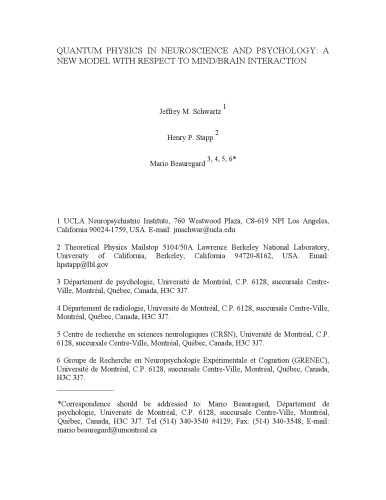 QUANTUM PHYSICS IN NEUROSCIENCE AND PSYCHOLOGY: A
NEW MODEL WITH RESPECT TO MIND/BRAIN INTERACTION
Jeffrey M. Schwartz 1
Henry P. Stapp 2
Mario Beauregard 3, 4, 5, 6*
1 UCLA Neuropsychiatric Institute, 760 Westwood Plaza, C8-619 NPI Los Angeles,
California 90024-1759, USA. E-mail: jmschwar@ucla.edu
2 Theoretical Physics Mailstop 5104/50A Lawrence Berkeley National Laboratory,
University of California, Berkeley, California 94720-8162, USA. Email:
hpstapp@lbl.gov
3 Département de psychologie, Université de Montréal, C.P. 6128, succursale Centre-
Ville, Montréal, Québec, Canada, H3C 3J7.
4 Département de radiologie, Université de Montréal, C.P. 6128, succursale Centre-Ville,
Montréal, Québec, Canada, H3C 3J7.
5 Centre de recherche en sciences neurologiques (CRSN), Université de Montréal, C.P.
6128, succursale Centre-Ville, Montréal, Québec, Canada, H3C 3J7.
6 Groupe de Recherche en Neuropsychologie Expérimentale et Cognition (GRENEC),
Université de Montréal, C.P. 6128, succursale Centre-Ville, Montréal, Québec, Canada,
H3C 3J7.
*Correspondence should be addressed to: Mario Beauregard, Département de
psychologie, Université de Montréal, C.P. 6128, succursale Centre-Ville, Montréal,
Québec, Canada, H3C 3J7. Tel (514) 340-3540 #4129; Fax: (514) 340-3548; E-mail:
mario.beauregard@umontreal.ca